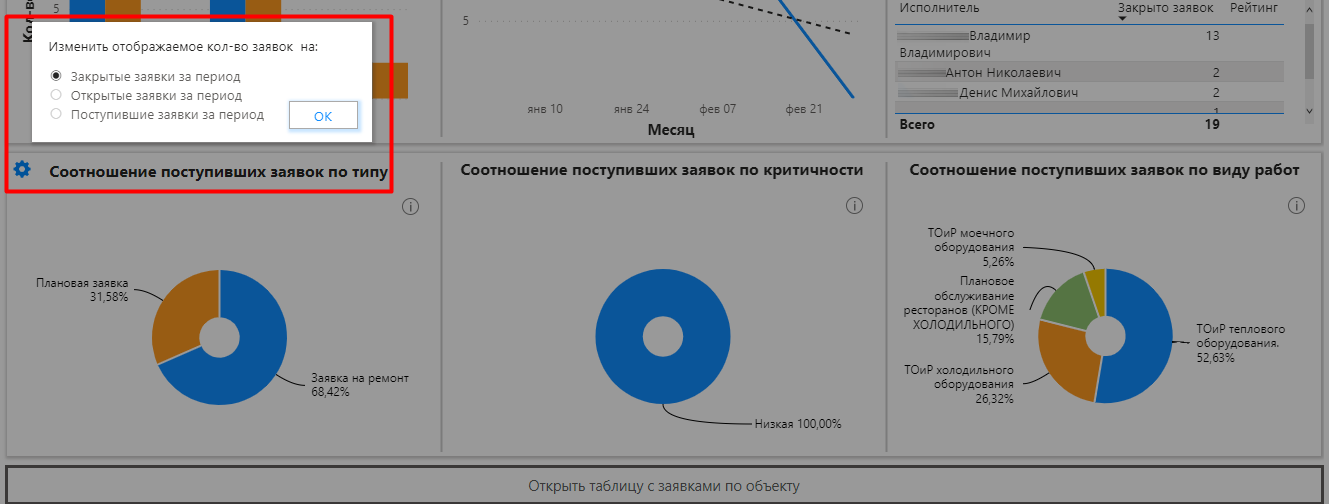 5
Кол-во
Изменить отображаемое кол-во заявок на:
Закрытые заявки за период
Открытые заявки за период
Поступившие заявки за период
ОК
5
янв 10
янв 24
фев 07
фев 21
Месяц
Исполнитель
Закрыто заявок
Рейтинг
Владимир
Владимирович
13
Антон Николаевич
2
Денис Михайлович
2
1
Всего
19
Соотношение поступивших заявок по типу
Соотношение поступивших заявок по критичности
Соотношение поступивших заявок по виду работ
Плановая заявка
31,58%
Заявка на ремонт
68,42%
Низкая 100,00%
ТОиР моечного
оборудования
5,26%
Плановое
обслуживание
ресторанов (КРОМЕ
ХОЛОДИЛЬНОГО)
15,79%
ТОиР холодильного
оборудования
26,32%
ТОиР теплового
оборудования.
52,63%
Открыть таблицу с заявками по объекту